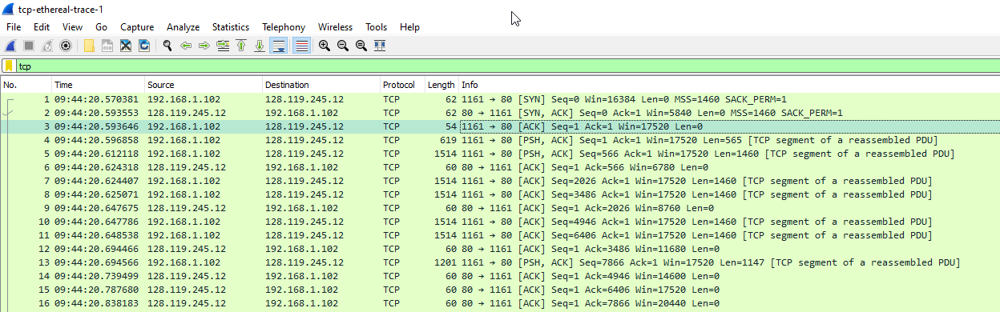 tcp-ethereal-trace-1
File Edit View Go Capture Analyze Statistics Telephony Wireless Tools Help
tcp
No. Time Source Destination Protocol Length Info
1 09:44:20.570381 192.168.1.102 128.119.245.12 TCP 62 1161 → 80 [SYN] Seq=0 Win=16384 Len=0 MSS=1460 SACK_PERM=1
2 09:44:20.593553 128.119.245.12 192.168.1.102 TCP 62 80 → 1161 [SYN, ACK] Seq=0 Ack=1 Win=5840 Len=0 MSS=1460 SACK_PERM=1
3 09:44:20.593646 192.168.1.102 128.119.245.12 TCP 54 1161 → 80 [ACK] Seq=1 Ack=1 Win=17520 Len=0
4 09:44:20.596858 192.168.1.102 128.119.245.12 TCP 619 1161 → 80 [PSH, ACK] Seq=1 Ack=1 Win=17520 Len=565 [TCP segment of a reassembled PDU]
5 09:44:20.612118 192.168.1.102 128.119.245.12 TCP 1514 1161 → 80 [PSH, ACK] Seq=566 Ack=1 Win=17520 Len=1460 [TCP segment of a reassembled PDU]
6 09:44:20.624318 128.119.245.12 192.168.1.102 TCP 60 80 → 1161 [ACK] Seq=1 Ack=566 Win=6780 Len=0
7 09:44:20.624407 192.168.1.102 128.119.245.12 TCP 1514 1161 → 80 [ACK] Seq=2026 Ack=1 Win=17520 Len=1460 [TCP segment of a reassembled PDU]
8 09:44:20.625071 192.168.1.102 128.119.245.12 TCP 1514 1161 → 80 [ACK] Seq=3486 Ack=1 Win=17520 Len=1460 [TCP segment of a reassembled PDU]
9 09:44:20.647675 128.119.245.12 192.168.1.102 TCP 60 80 → 1161 [ACK] Seq=1 Ack=2026 Win=8760 Len=0
10 09:44:20.647786 192.168.1.102 128.119.245.12 TCP 1514 1161 → 80 [ACK] Seq=4946 Ack=1 Win=17520 Len=1460 [TCP segment of a reassembled PDU]
11 09:44:20.648538 192.168.1.102 128.119.245.12 TCP 1514 1161 → 80 [ACK] Seq=6406 Ack=1 Win=17520 Len=1460 [TCP segment of a reassembled PDU]
12 09:44:20.694466 128.119.245.12 192.168.1.102 TCP 60 80 → 1161 [ACK] Seq=1 Ack=3486 Win=11680 Len=0
13 09:44:20.694566 192.168.1.102 128.119.245.12 TCP 1201 1161 → 80 [PSH, ACK] Seq=7866 Ack=1 Win=17520 Len=1147 [TCP segment of a reassembled PDU]
14 09:44:20.739499 128.119.245.12 192.168.1.102 TCP 60 80 → 1161 [ACK] Seq=1 Ack=4946 Win=14600 Len=0
15 09:44:20.787680 128.119.245.12 192.168.1.102 TCP 60 80 → 1161 [ACK] Seq=1 Ack=6406 Win=17520 Len=0
16 09:44:20.838183 128.119.245.12 192.168.1.102 TCP 60 80 → 1161 [ACK] Seq=1 Ack=7866 Win=20440 Len=0